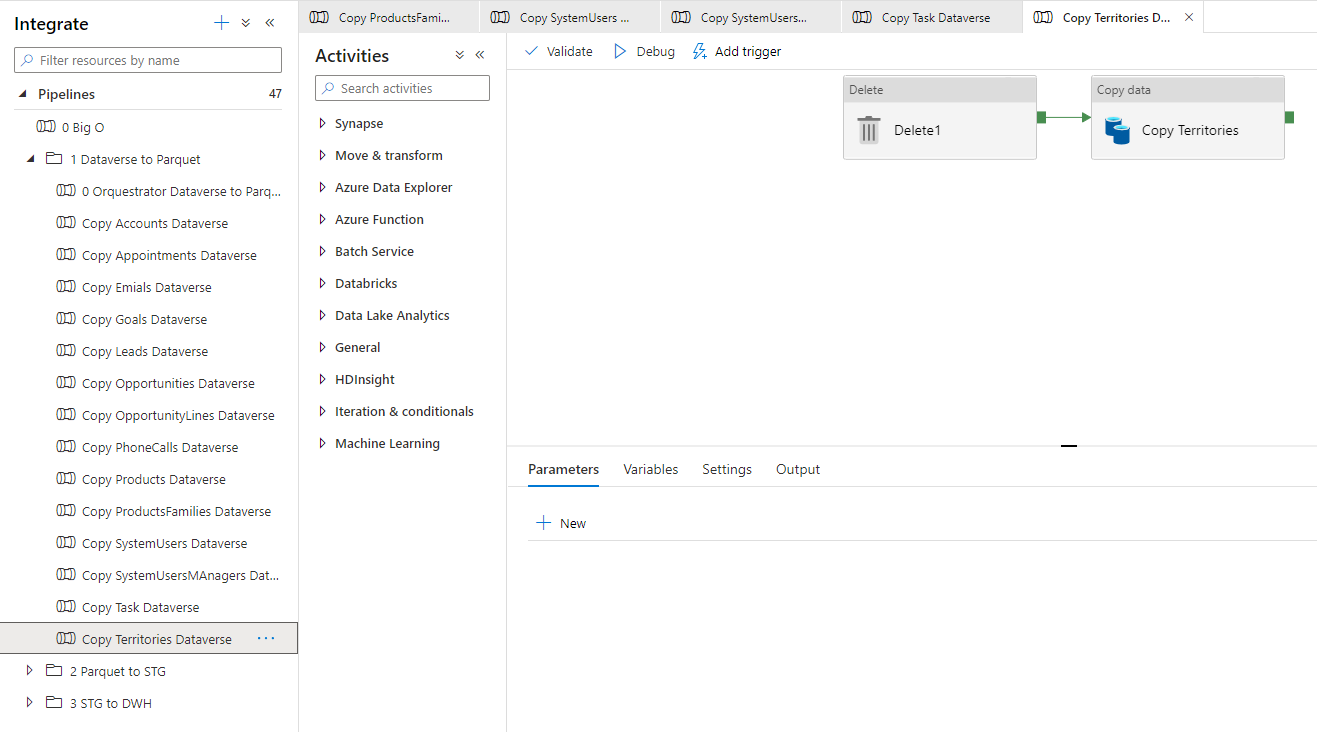 Integrate
Filter resources by name
Pipelines 47
0 Big O
1 Dataverse to Parquet
0 Orquestrator Dataverse to Parq...
Copy Accounts Dataverse
Copy Appointments Dataverse
Copy Emials Dataverse
Copy Goals Dataverse
Copy Leads Dataverse
Copy Opportunities Dataverse
Copy OpportunityLines Dataverse
Copy PhoneCalls Dataverse
Copy Products Dataverse
Copy ProductsFamilies Dataverse
Copy SystemUsers Dataverse
Copy SystemUsersMAnagers Dat...
Copy Task Dataverse
Copy Territories Dataverse ...
2 Parquet to STG
3 STG to DWH
Copy ProductsFami... Copy SystemUsers ... Copy SystemUsers... Copy Task Dataverse Copy Territories D...
Activities
Search activities
Synapse
Move & transform
Azure Data Explorer
Azure Function
Batch Service
Databricks
Data Lake Analytics
General
HDInsight
Iteration & conditionals
Machine Learning
Validate Debug Add trigger
Delete
Delete1
Copy data
Copy Territories
Parameters Variables Settings Output
New